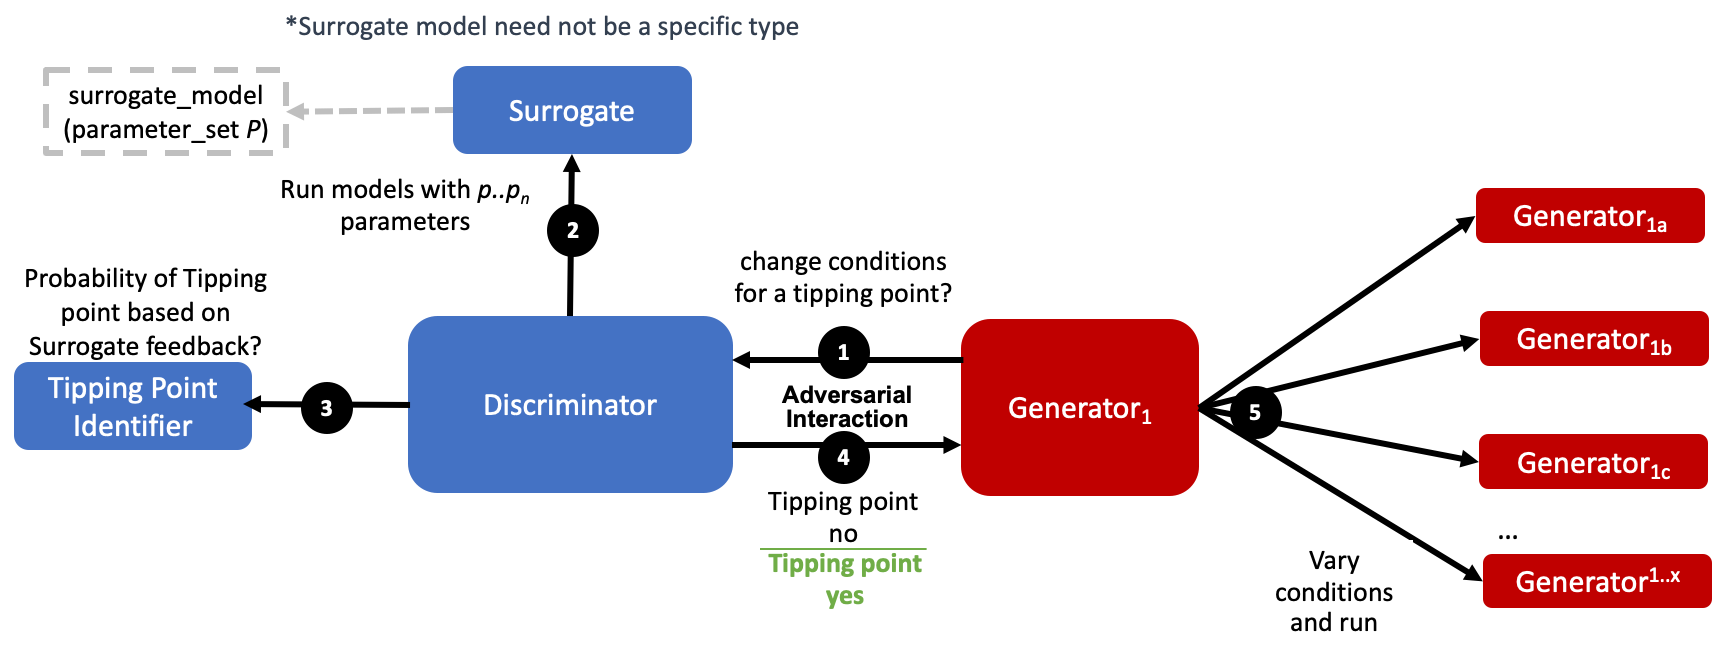 *Surrogate model need not be a specific type
surrogate_model
(parameter_set P)
Surrogate
Run models with p..pn
parameters
2
Probability of Tipping
point based on
Surrogate feedback?
Tipping Point
Identifier
3
Discriminator
change conditions
for a tipping point?
1
Adversarial
Interaction
4
Tipping point
no
Tipping point
yes
Generator1
5
Vary
conditions
and run
Generator1a
Generator1b
Generator1c
...
Generator1..x